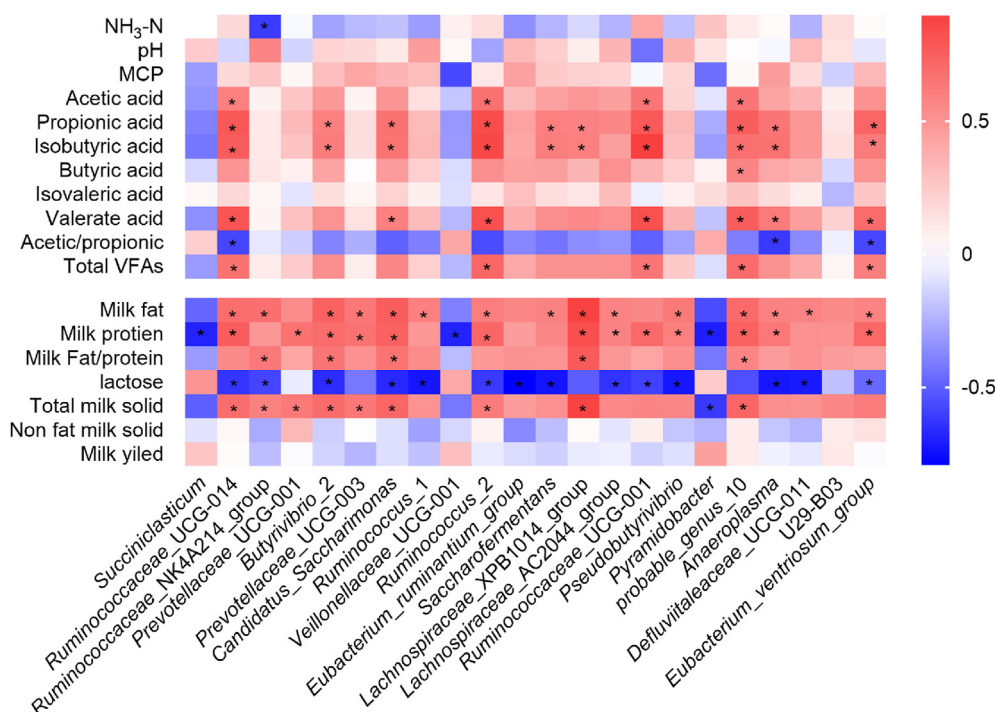 NH₃-N
pH
MCP
Acetic acid
Propionic acid
Isobutyric acid
Butyric acid
Isovaleric acid
Valerate acid
Acetic/propionic
Total VFAs
Milk fat
Milk protien
Milk Fat/protein
lactose
Total milk solid
Non fat milk solid
Milk yiled
0.5
0
-0.5
Succiniclasticum
Ruminococcaceae_UCG-014
Ruminococcaceae_NK4A214_group
Prevotellaceae_UCG-001
Butyrivibrio_2
Prevotellaceae_UCG-003
Candidatus_Saccharimonas
Ruminococcus_1
Veillonellaceae_UCG-001
Ruminococcus_2
Eubacterium_ruminantium_group
Saccharofermentans
Lachnospiraceae_XPB1014_group
Lachnospiraceae_AC2044_group
Ruminococcaceae_UCG-001
Pseudobutyrivibrio
Pyramidobacter
probable_genus_10
Anaeroplasma
Defluviitaleaceae_UCG-011
U29-B03
Eubacterium_ventriosum_group